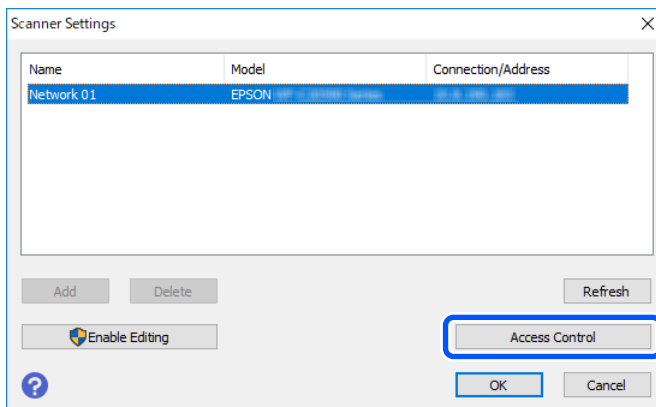 Scanner Settings
Name Model Connection/Address
Network 01 EPSON
Add Delete Refresh
Enable Editing Access Control
OK Cancel